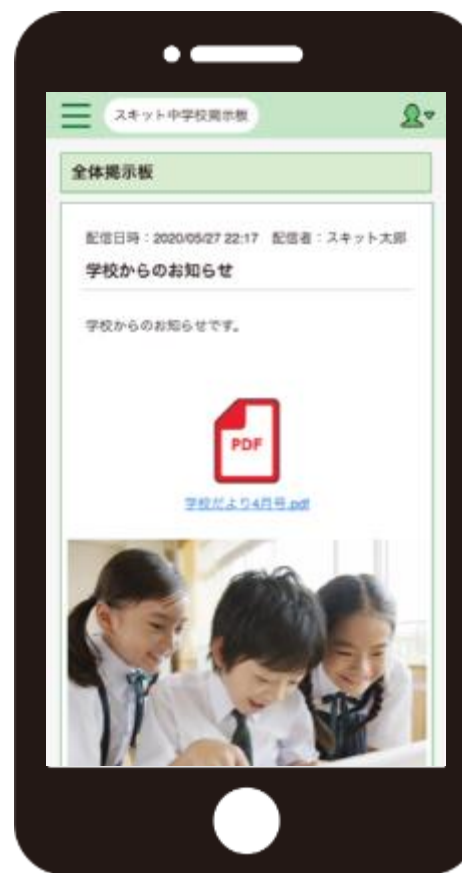 スキット中学校掲示板
全体掲示板
配信日時：2020/05/27 22:17 配信者：スキット太郎
学校からのお知らせ
学校からのお知らせです。
PDF
学校だより4月号.pdf